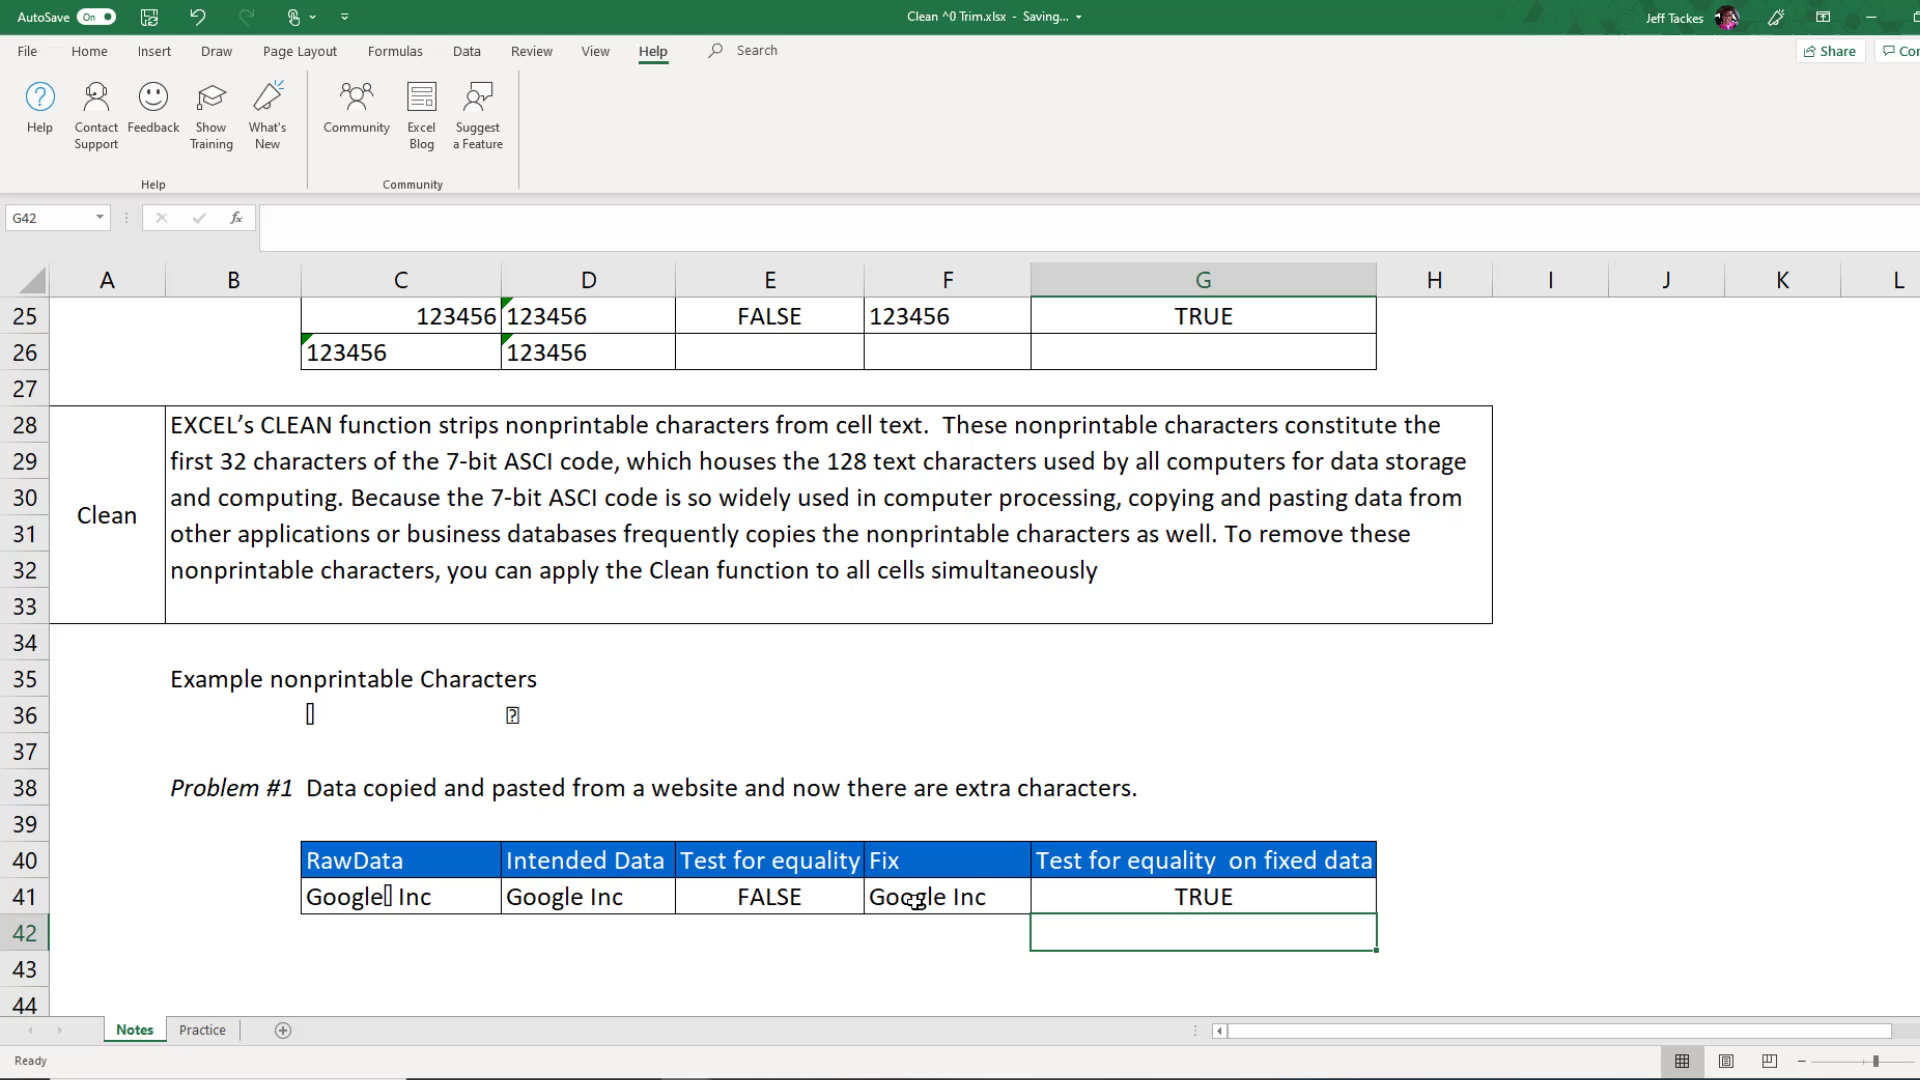 AutoSave On Clean ^0 Trim.xlsx - Saving... Jeff Tackes
File Home Insert Draw Page Layout Formulas Data Review View Help Search Share
Help Contact Support Feedback Show Training What's New Community Excel Blog Suggest a Feature
Help Community
G42 fx
A B C D E F G H I J K L
25 123456 123456 FALSE 123456 TRUE
26 123456 123456
27
28 EXCEL’s CLEAN function strips nonprintable characters from cell text. These nonprintable characters constitute the
29 first 32 characters of the 7-bit ASCI code, which houses the 128 text characters used by all computers for data storage
30 and computing. Because the 7-bit ASCI code is so widely used in computer processing, copying and pasting data from
Clean
31 other applications or business databases frequently copies the nonprintable characters as well. To remove these
32 nonprintable characters, you can apply the Clean function to all cells simultaneously
33
34
35 Example nonprintable Characters
36 ?
37
38 Problem #1 Data copied and pasted from a website and now there are extra characters.
39
40 RawData Intended Data Test for equality Fix Test for equality on fixed data
41 Google Inc Google Inc FALSE Google Inc TRUE
42
43
44
Notes Practice
Ready